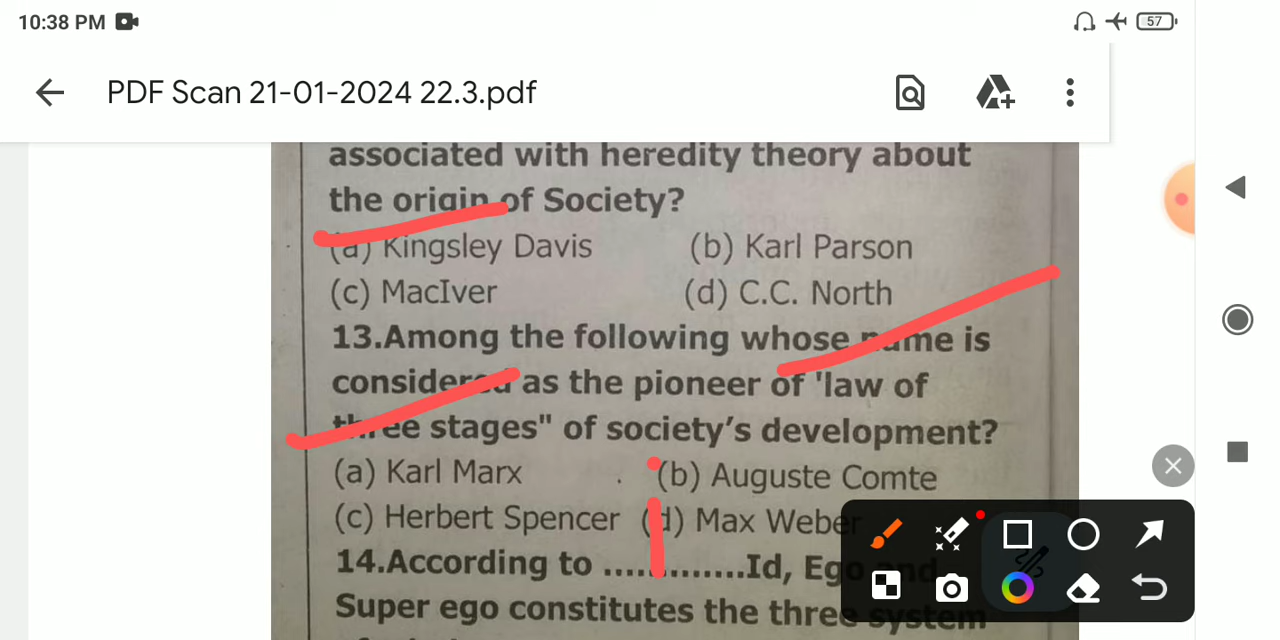 10:38 PM
57
PDF Scan 21-01-2024 22.3.pdf
associated with heredity theory about
the origin of Society?
(a) Kingsley Davis (b) Karl Parson
(c) MacIver (d) C.C. North
13.Among the following whose name is
considered as the pioneer of 'law of
three stages" of society's development?
(a) Karl Marx (b) Auguste Comte
(c) Herbert Spencer (d) Max Weber
14.According to .............Id, Ego and
Super ego constitutes the three system